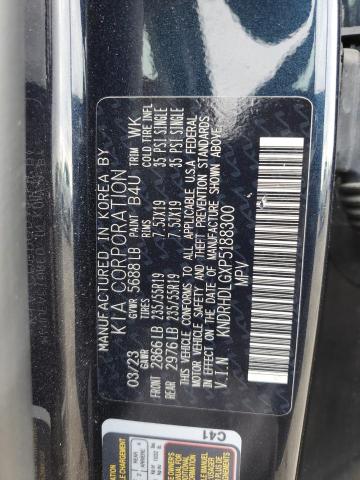 MANUFACTURED IN KOREA BY
KIA CORPORATION
03/23 GVWR 5688 LB PAINT B4U TRIM WK
GAWR TIRES RIMS COLD TIRE INFL
FRONT 2866 LB 235/55R19 7.5JX19 35 PSI SINGLE
REAR 2976 LB 235/55R19 7.5JX19 35 PSI SINGLE
THIS VEHICLE CONFORMS TO ALL APPLICABLE U.S.A FEDERAL
MOTOR VEHICLE SAFETY AND THEFT PREVENTION STANDARDS
IN EFFECT ON THE DATE OF MANUFACTURE SHOWN ABOVE.
V.I.N KNDRHDLGXP5188300
MPV
C41